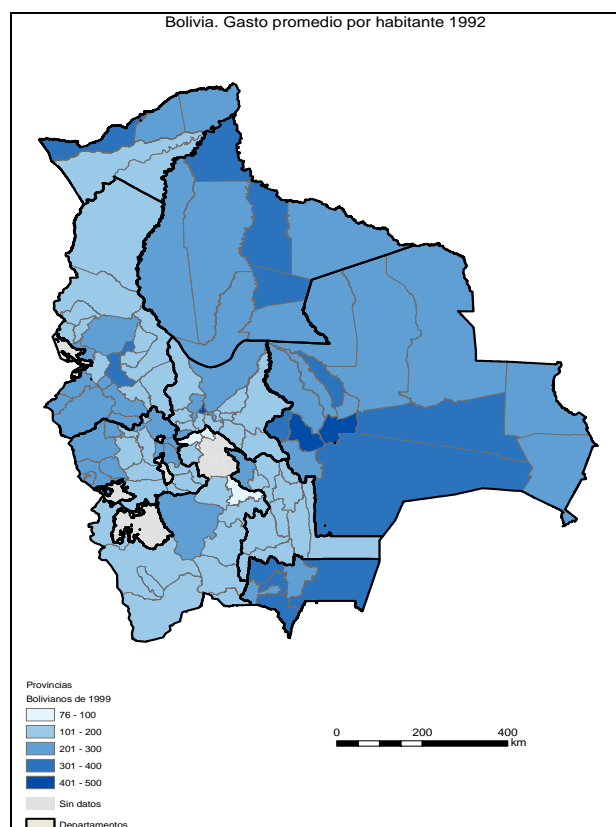 Bolivia. Gasto promedio por habitante 1992
Provincias
Bolivianos de 1999
76 - 100
101 - 200
201 - 300
301 - 400
401 - 500
Sin datos
Departamentos
0 200 400
km